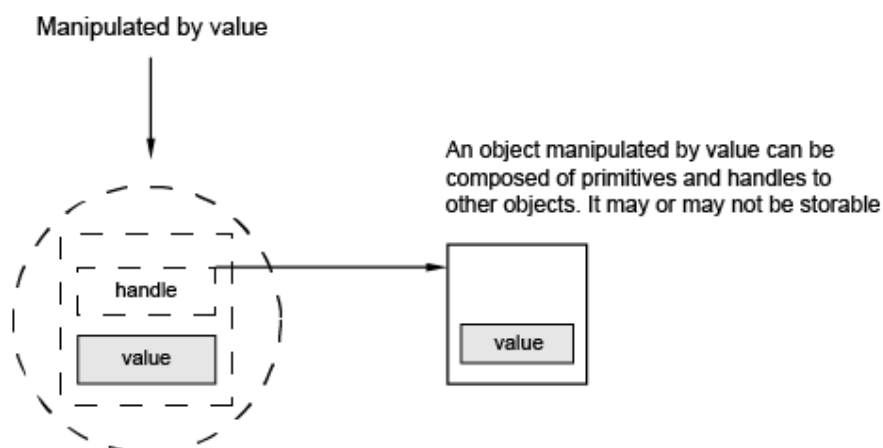 Manipulated by value
An object manipulated by value can be
composed of primitives and handles to
other objects. It may or may not be storable
handle
value
value